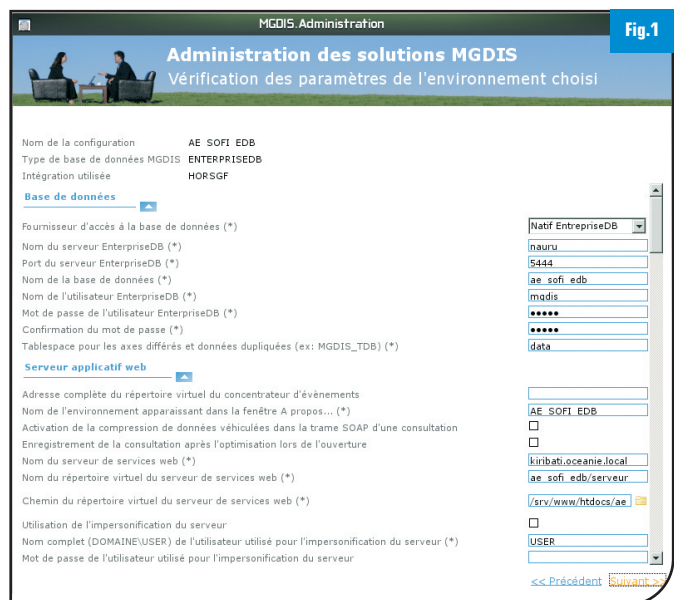 MGDIS.Administration
Fig.1
Administration des solutions MGDIS
Vérification des paramètres de l'environnement choisi
Nom de la configuration AE SOFI EDB
Type de base de données MGDIS ENTERPRISEDB
Intégration utilisée HORSGF
Base de données
Fournisseur d'accès á la base de données (*) Natif EntrepriseDB
Nom du serveur EnterpriseDB (*) nauru
Port du serveur EnterpriseDB (*) 5444
Nom de la base de données (*) ae sofi edb
Nom de l'utilisateur EnterpriseDB (*) mgdis
Mot de passe de l'utilisateur EnterpriseDB (*) •••••
Confirmation du mot de passe (*) •••••
Tablespace pour les axes différés et données dupliquées (ex: MGDIS_TDB) (*) data
Serveur applicatif web
Adresse complète du répertoire virtuel du concentrateur d'évènements
Nom de l'environnement apparaissant dans la fenêtre A propos... (*) AE SOFI EDB
Activation de la compression de données véhiculées dans la trame SOAP d'une consultation
Enregistrement de la consultation après l'optimisation lors de l'ouverture
Nom du serveur de services web (*) kiribati.oceanie.local
Nom du répertoire virtuel du serveur de services web (*) ae sofi edb/serveur
Chemin du répertoire virtuel du serveur de services web (*) /srv/www/htdocs/ae
Utilisation de l'impersonification du serveur
Nom complet (DOMAINE\USER) de l'utilisateur utilisé pour l'impersonification du serveur (*) USER
Mot de passe de l'utilisateur utilisé pour l'impersonification du serveur
<< Précédent Suivant >>